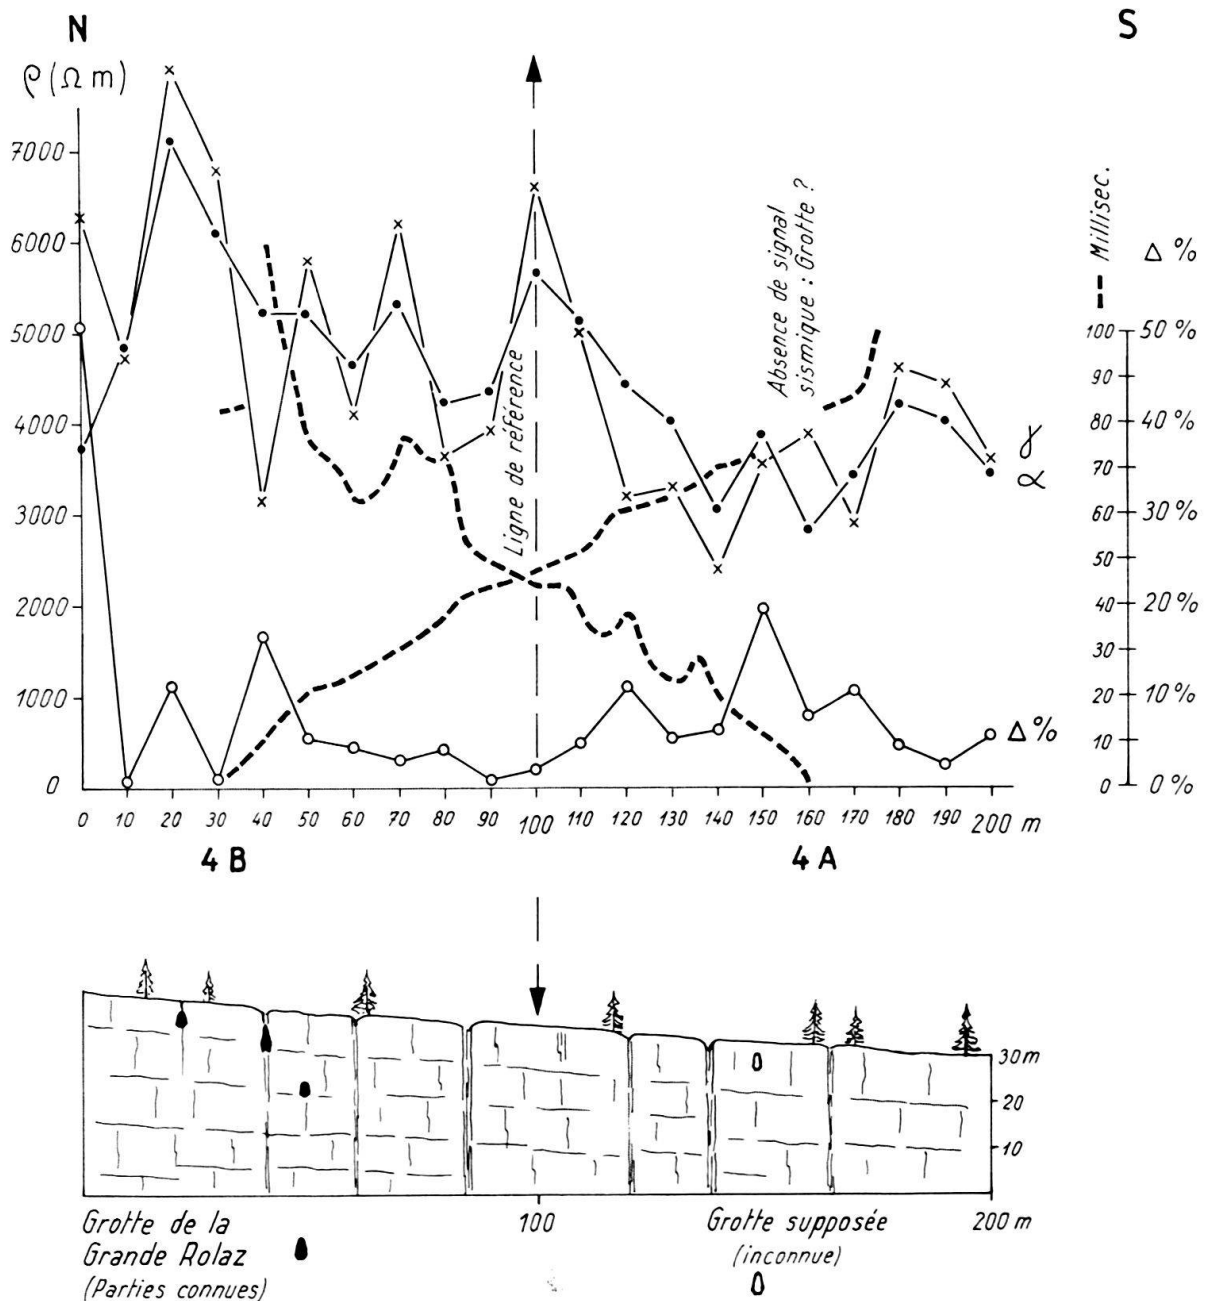 N
S
ρ (Ω m)
7000
6000
5000
4000
3000
2000
1000
0
Ligne de référence
Absence de signal
sismique : Grotte ?
Millisec.
Δ %
100
90
80
70
60
50
40
30
20
10
0
50 %
40 %
30 %
20 %
10 %
0 %
γ
α
Δ %
0 10 20 30 40 50 60 70 80 90 100 110 120 130 140 150 160 170 180 190 200 m
4 B
4 A
30 m
20
10
100
200 m
Grotte de la
Grande Rolaz
(Parties connues)
Grotte supposée
(inconnue)